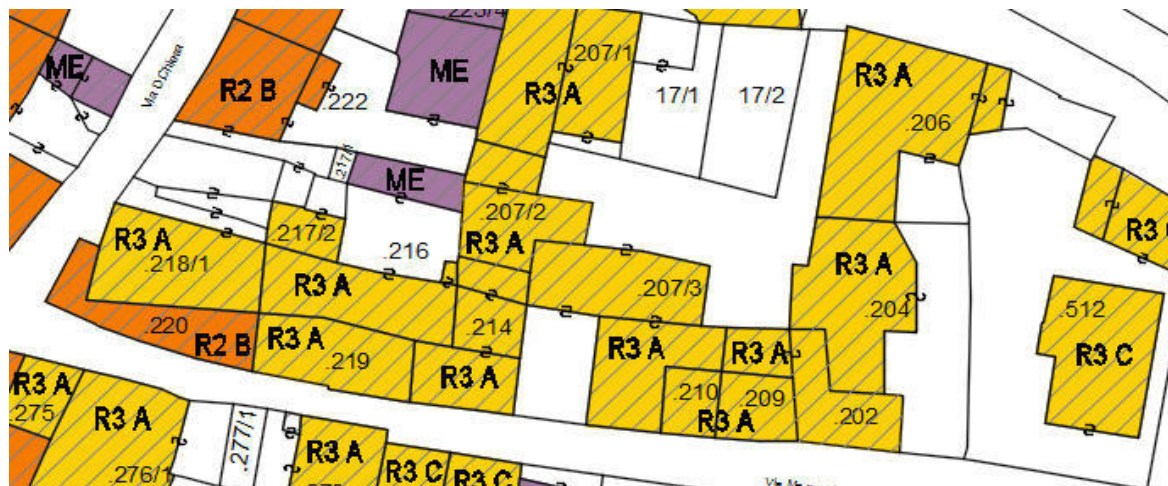 .223/4
.207/1
ME
ME
R3 A
17/1
17/2
R3 A
.206
Via D.Chiesa
R2 B
.222
.217/1
ME
.207/2
R3 A
R3
.217/2
.216
R3 A
.218/1
R3 A
R3 A
.204
.207/3
.512
R3 C
.220
R2 B
R3 A
.219
.214
R3 A
R3 A
R3 A
R3 A
.275
R3 A
.276/1
.277/1
R3 A
R3 C
R3 C
.210
.209
R3 A
.202